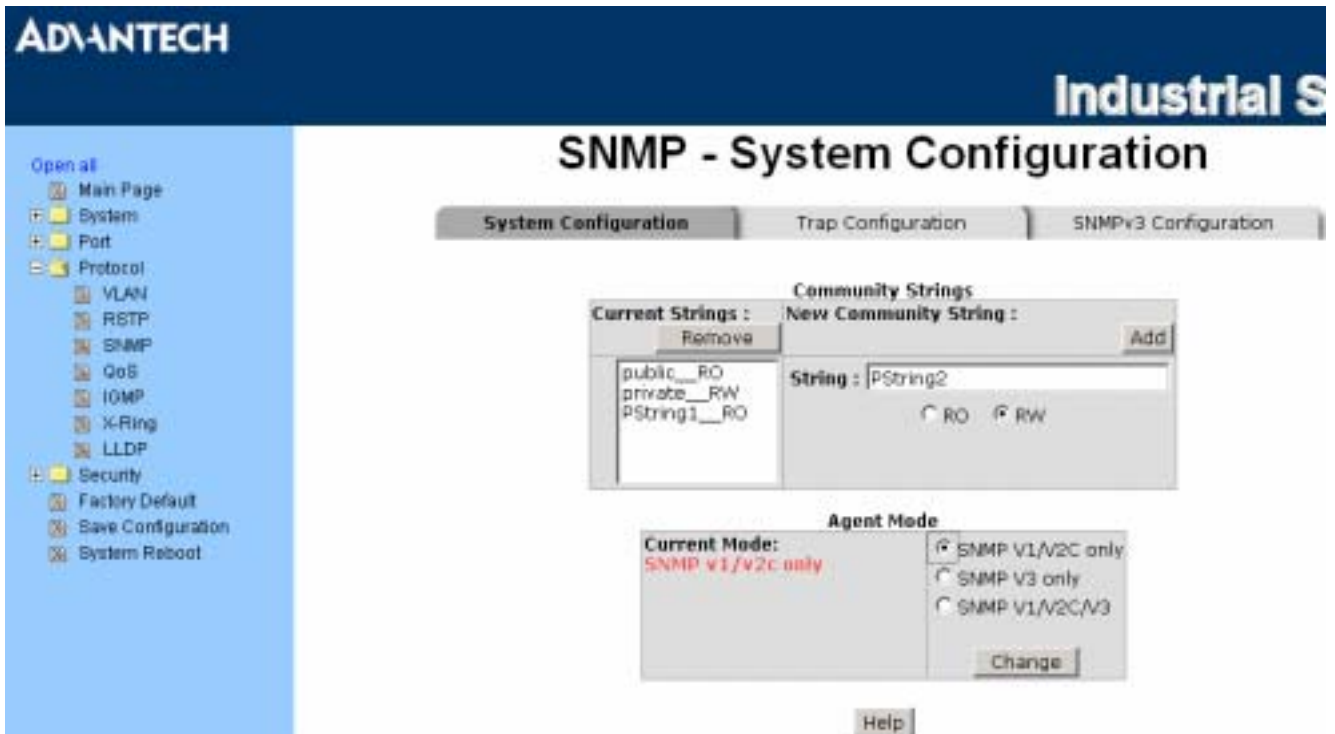 ADVANTECH
Industrial S
Open all
Main Page
System
Port
Protocol
VLAN
RSTP
SNMP
QoS
IGMP
X-Ring
LLDP
Security
Factory Default
Save Configuration
System Reboot
SNMP - System Configuration
System Configuration
Trap Configuration
SNMPv3 Configuration
Community Strings
Current Strings :
New Community String :
Remove
Add
public__RO
private__RW
PString1__RO
String : PString2
RO RW
Agent Mode
Current Mode:
SNMP v1/v2c only
SNMP V1/V2C only
SNMP V3 only
SNMP V1/V2C/V3
Change
Help